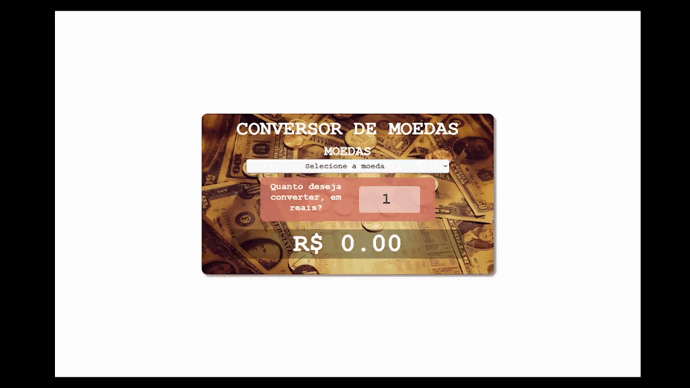 CONVERSOR DE MOEDAS
MOEDAS
Selecione a moeda
Quanto deseja
converter, em
reais?
1
R$ 0.00